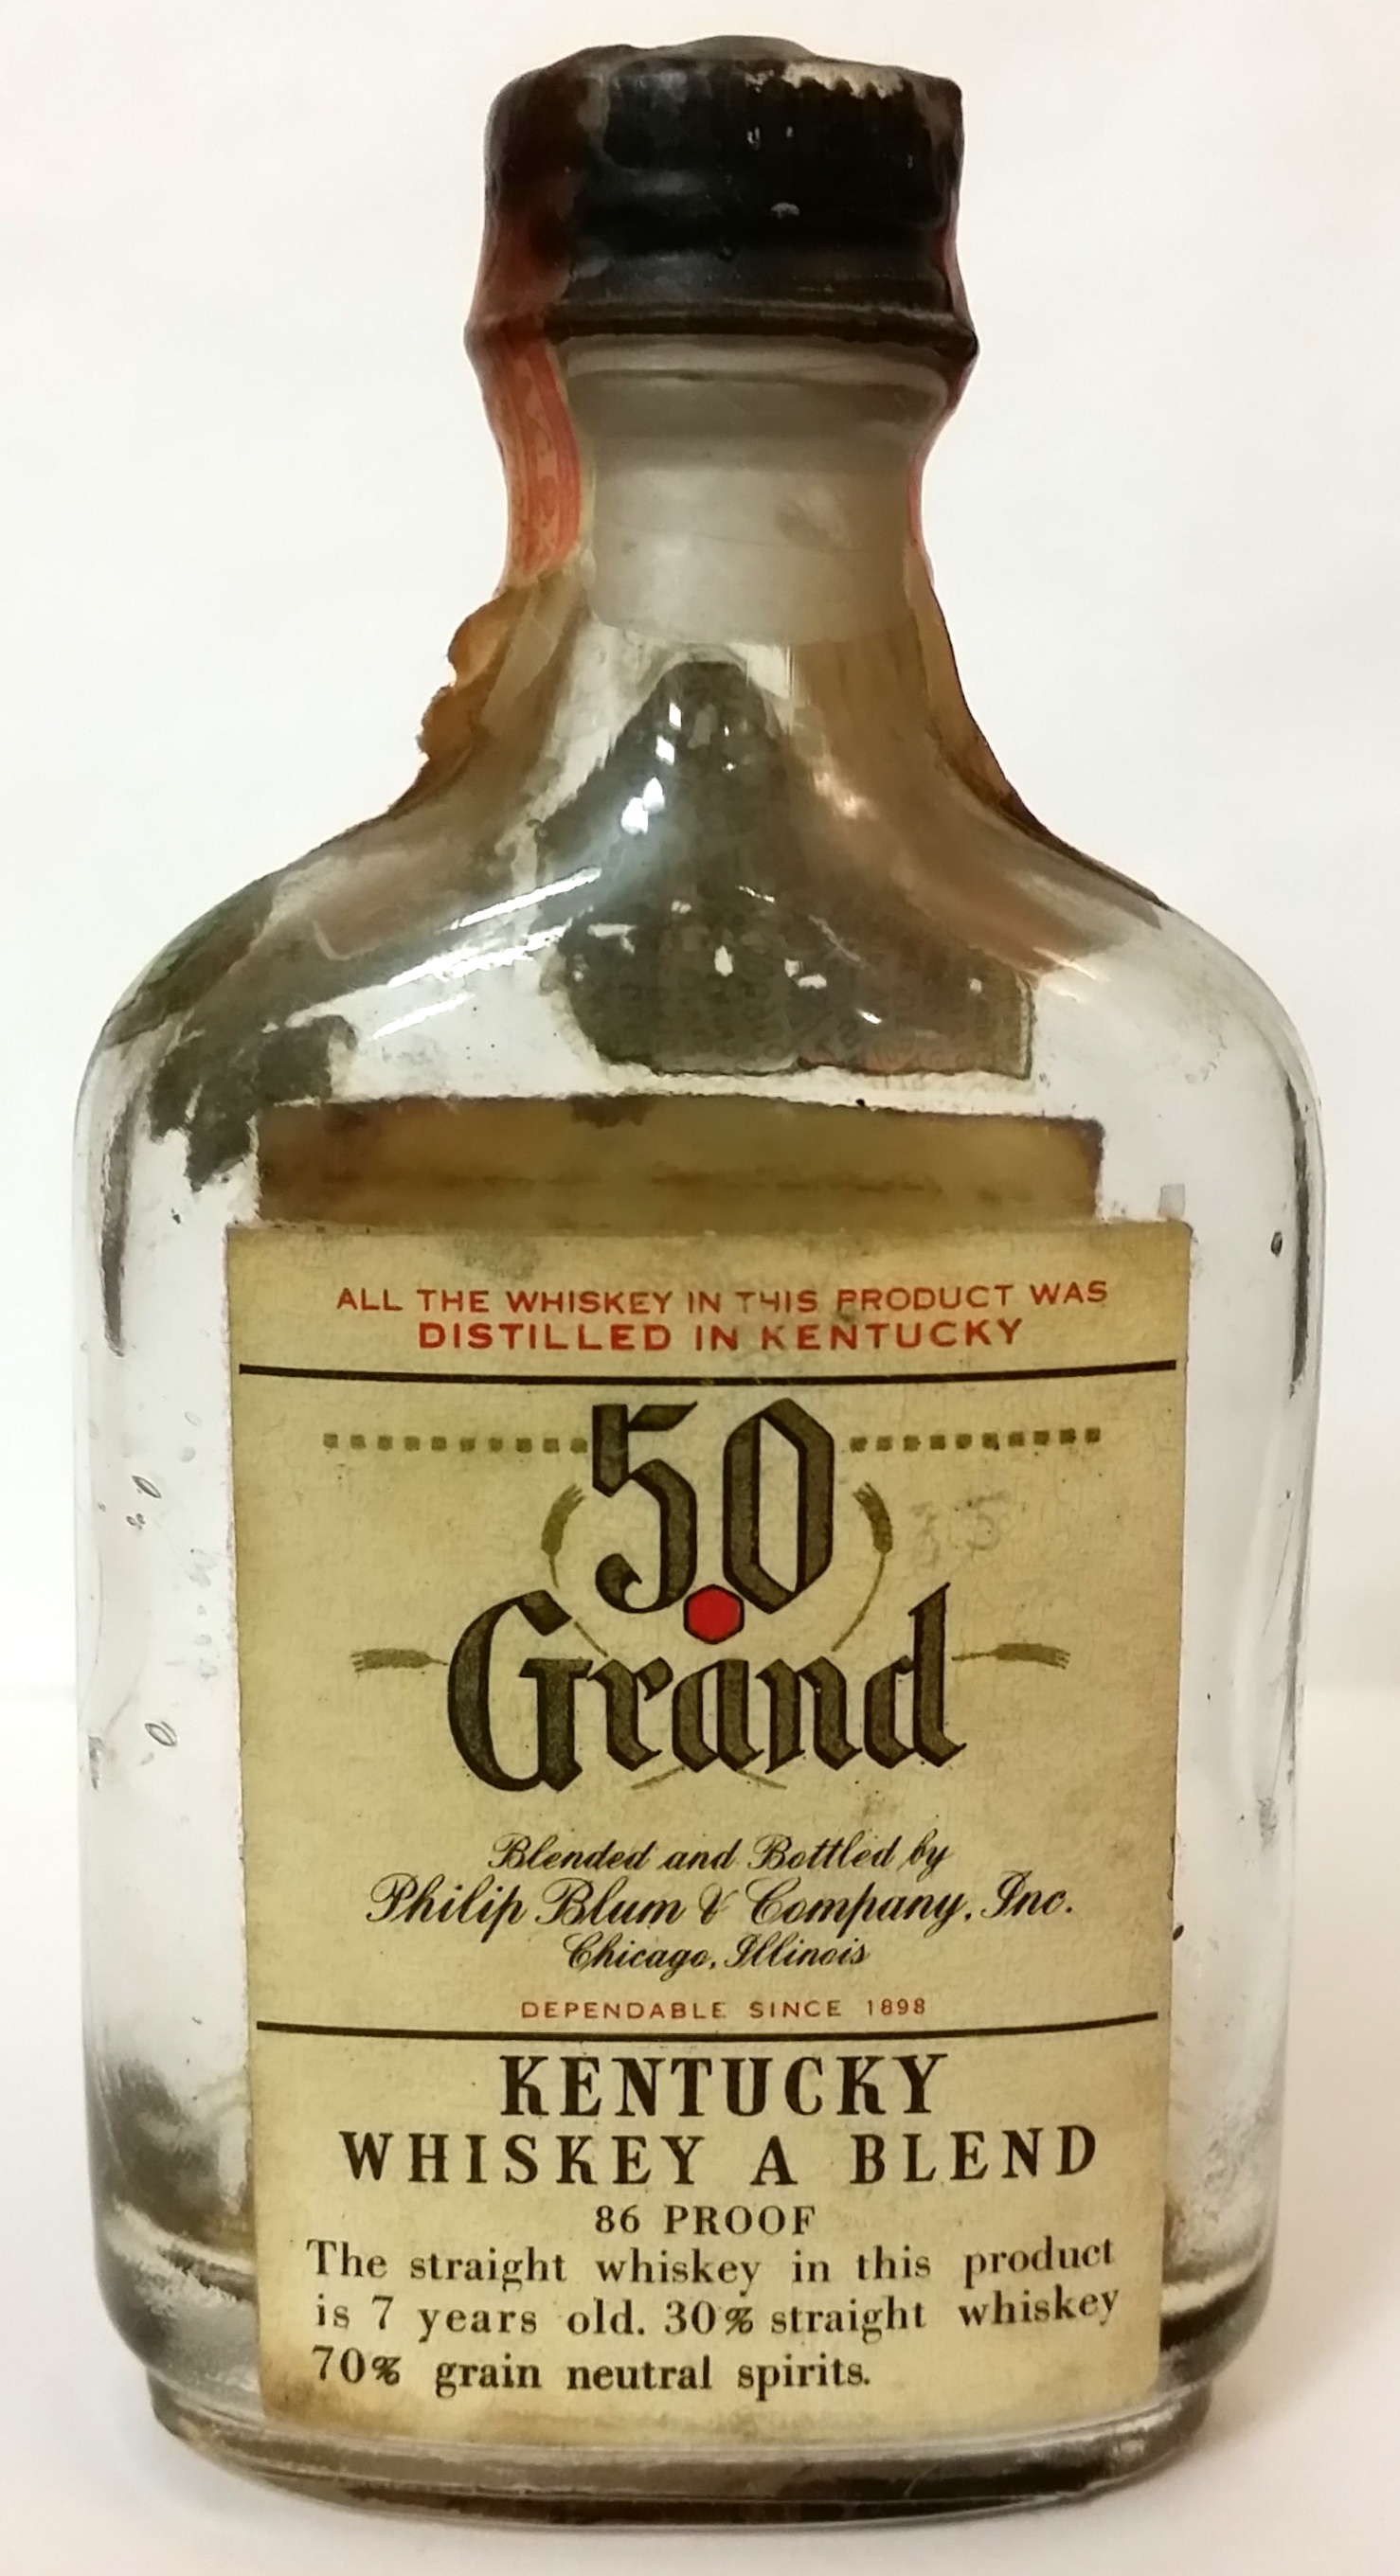 ALL THE WHISKEY IN THIS PRODUCT WAS
DISTILLED IN KENTUCKY
50
Grand
Blended and Bottled by
Philip Blum & Company, Inc.
Chicago, Illinois
DEPENDABLE SINCE 1898
KENTUCKY
WHISKEY A BLEND
86 PROOF
The straight whiskey in this product
is 7 years old. 30% straight whiskey
70% grain neutral spirits.